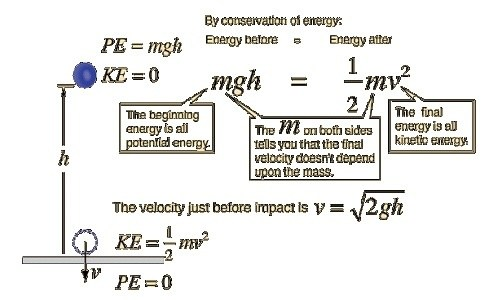 By conservation of energy:
Energy before = Energy after
PE = mgh
KE = 0
mgh = 1/2 mv²
The beginning
energy is all
potential energy.
The m on both sides
tells you that the final
velocity doesn't depend
upon the mass.
The final
energy is all
kinetic energy.
h
The velocity just before impact is v = √2gh
KE = 1/2 mv²
v
PE = 0